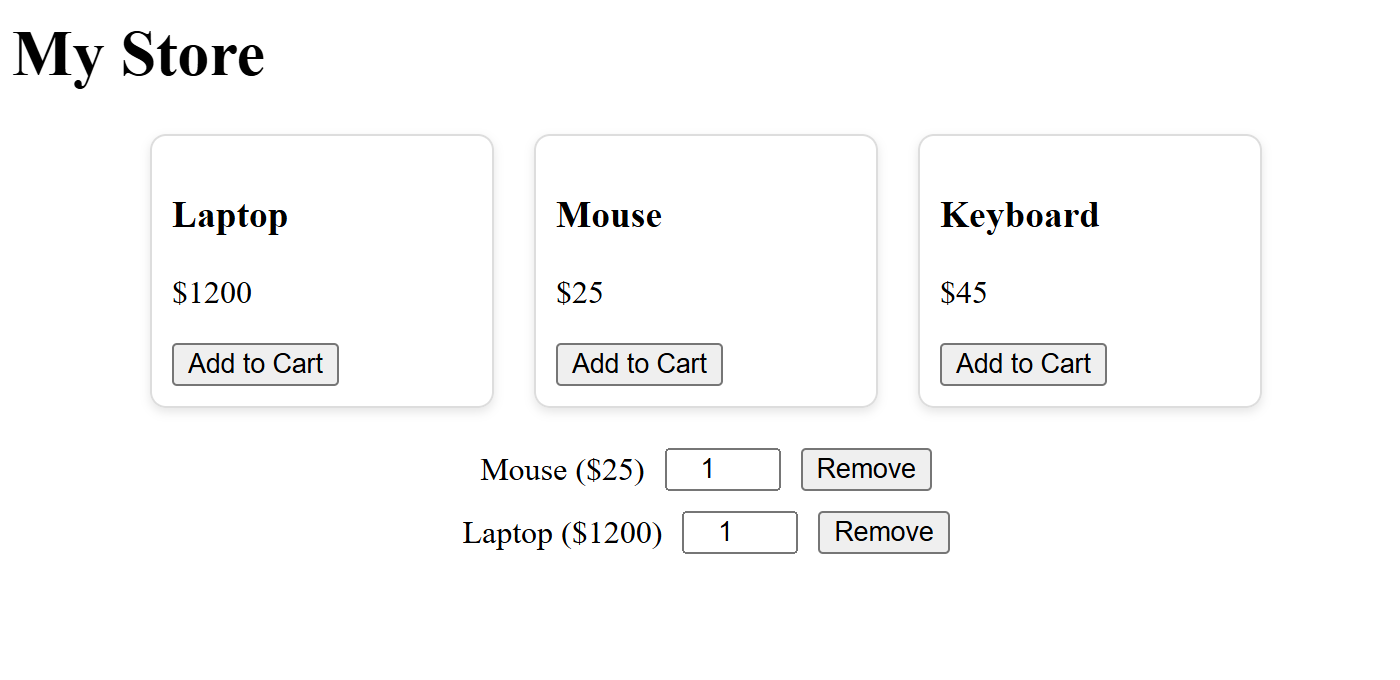 My Store
Laptop
$1200
Add to Cart
Mouse
$25
Add to Cart
Keyboard
$45
Add to Cart
Mouse ($25) 1 Remove
Laptop ($1200) 1 Remove